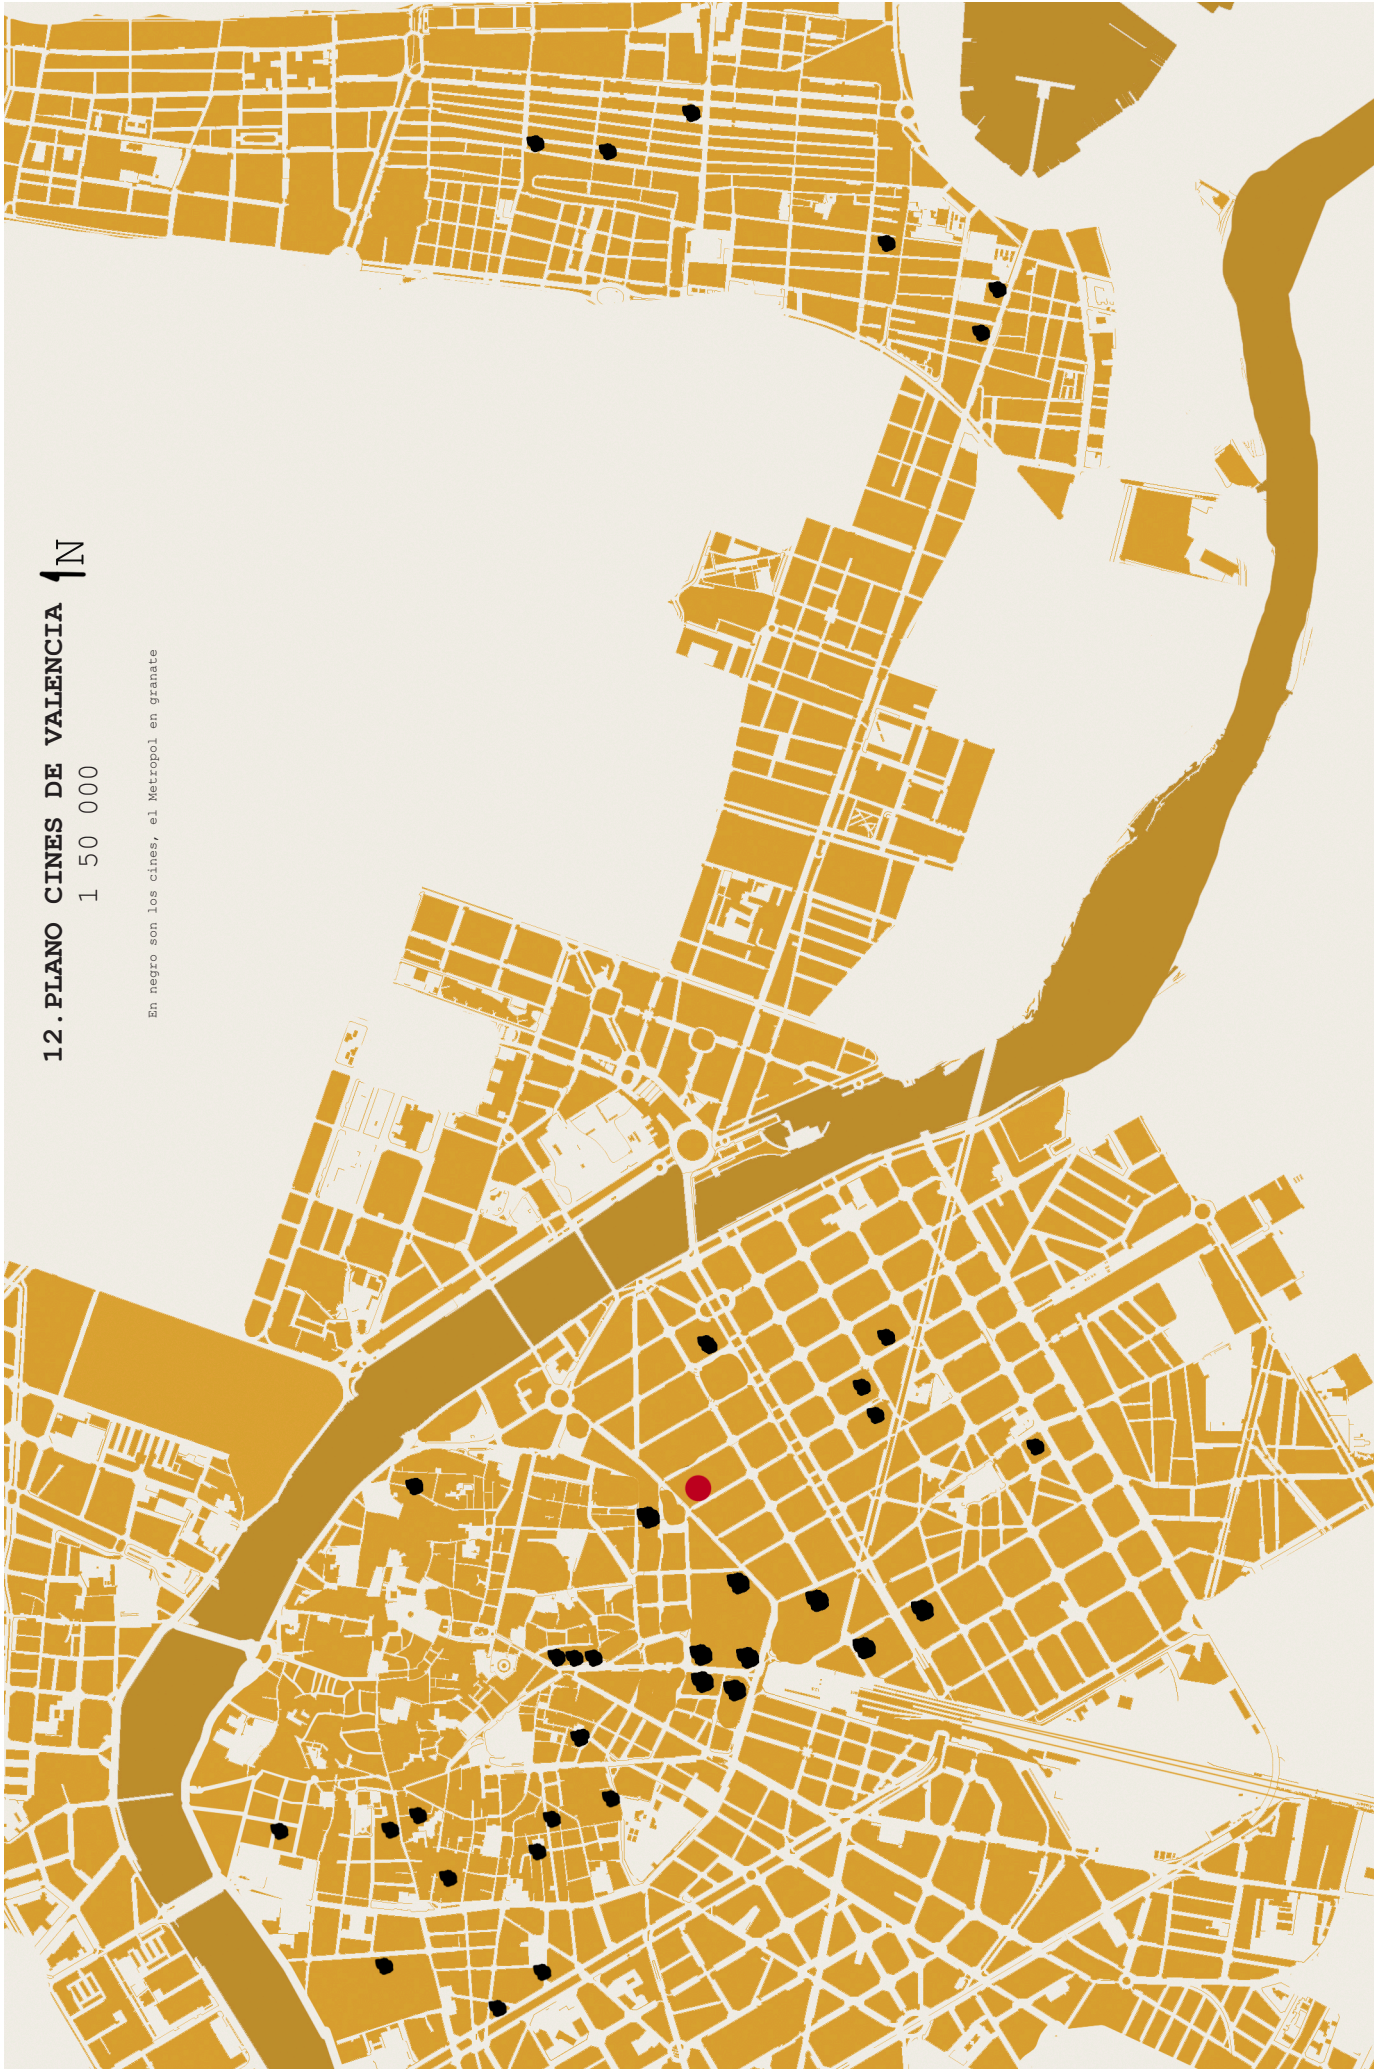 12.PLANO CINES DE VALENCIA
N
1 50 000
En negro son los cines, el Metropol en granate